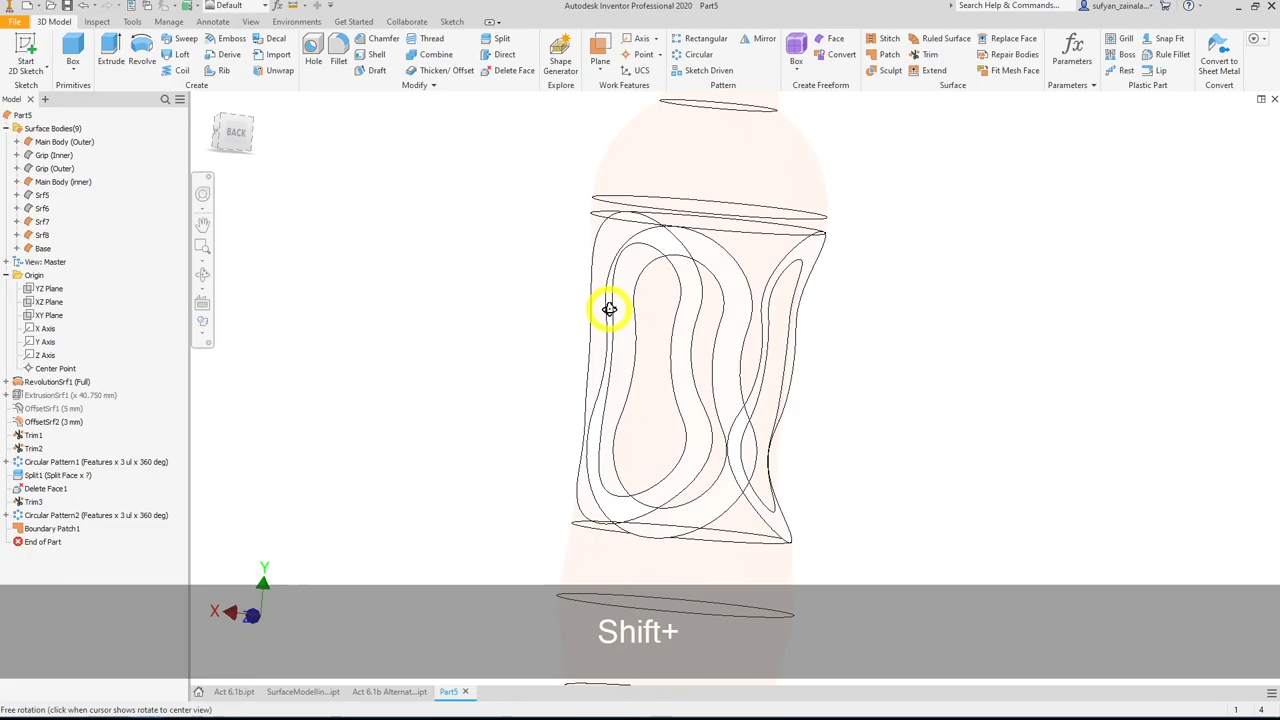 Default
Autodesk Inventor Professional 2020 Part5
Search Help & Commands...
sufyan_zainala...
File
3D Model
Inspect
Tools
Manage
Annotate
View
Environments
Get Started
Collaborate
Sketch
Start
2D Sketch
Sketch
Box
Primitives
Extrude
Revolve
Sweep
Loft
Coil
Emboss
Derive
Rib
Decal
Import
Unwrap
Create
Hole
Fillet
Chamfer
Shell
Draft
Thread
Combine
Thicken/ Offset
Split
Direct
Delete Face
Modify
Shape
Generator
Explore
Plane
Axis
Point
UCS
Work Features
Rectangular
Circular
Sketch Driven
Mirror
Pattern
Box
Face
Convert
Create Freeform
Stitch
Patch
Sculpt
Ruled Surface
Trim
Extend
Replace Face
Repair Bodies
Fit Mesh Face
Surface
fx
Parameters
Parameters
Grill
Boss
Rest
Snap Fit
Rule Fillet
Lip
Plastic Part
Convert to
Sheet Metal
Convert
Model
Part5
Surface Bodies(9)
Main Body (Outer)
Grip (Inner)
Grip (Outer)
Main Body (inner)
Srf5
Srf6
Srf7
Srf8
Base
View: Master
Origin
YZ Plane
XZ Plane
XY Plane
X Axis
Y Axis
Z Axis
Center Point
RevolutionSrf1 (Full)
ExtrusionSrf1 (x 40.750 mm)
OffsetSrf1 (5 mm)
OffsetSrf2 (3 mm)
Trim1
Trim2
Circular Pattern1 (Features x 3 ul x 360 deg)
Split1 (Split Face x ?)
Delete Face1
Trim3
Circular Pattern2 (Features x 3 ul x 360 deg)
Boundary Patch1
End of Part
BACK
Y
X
Shift+
Act 6.1b.ipt
SurfaceModellin...ipt
Act 6.1b Alternat...ipt
Part5
Free rotation (click when cursor shows rotate to center view)
1
4